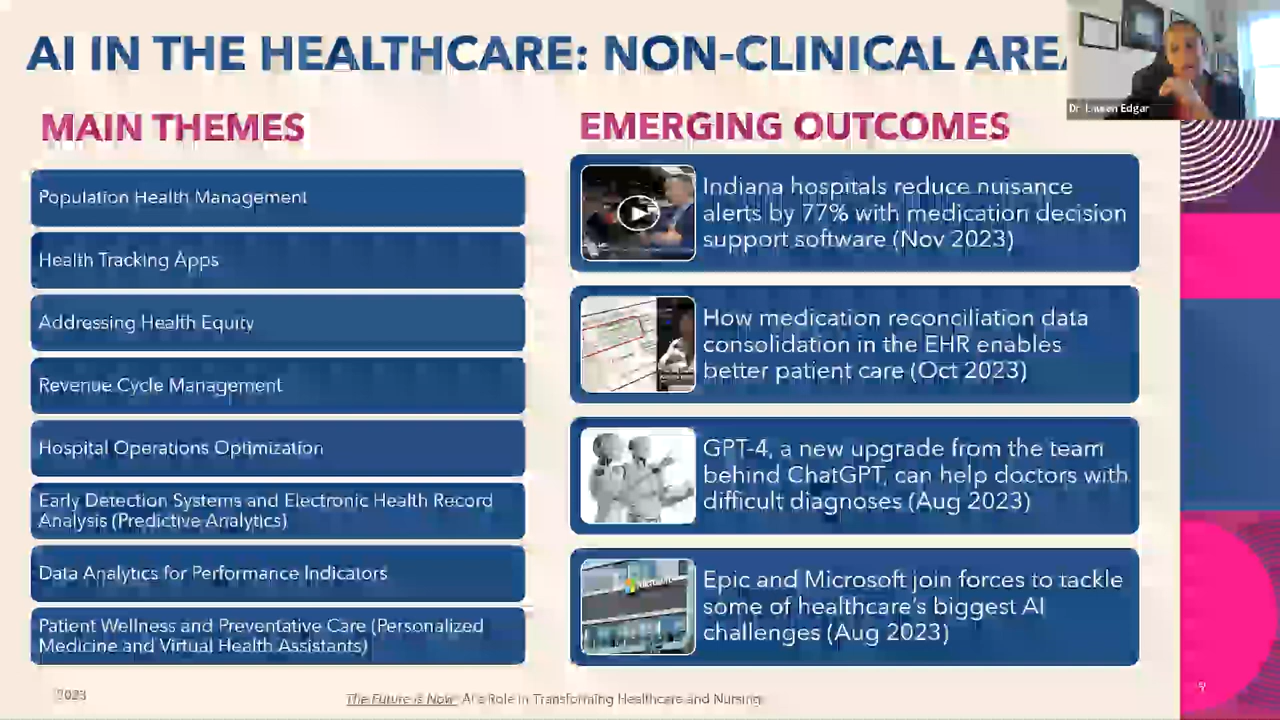 AI IN THE HEALTHCARE: NON-CLINICAL AREA
Dr. Edgar
MAIN THEMES
Population Health Management
Health Tracking Apps
Addressing Health Equity
Revenue Cycle Management
Hospital Operations Optimization
Early Detection Systems and Electronic Health Record
Analysis (Predictive Analytics)
Data Analytics for Performance Indicators
Patient Wellness and Preventative Care (Personalized
Medicine and Virtual Health Assistants)
EMERGING OUTCOMES
Indiana hospitals reduce nuisance
alerts by 77% with medication decision
support software (Nov 2023)
How medication reconciliation data
consolidation in the EHR enables
better patient care (Oct 2023)
GPT-4, a new upgrade from the team
behind ChatGPT, can help doctors with
difficult diagnoses (Aug 2023)
Microsoft
Epic and Microsoft join forces to tackle
some of healthcare's biggest AI
challenges (Aug 2023)
2023
The Future is Now: AI's Role in Transforming Healthcare and Nursing
9